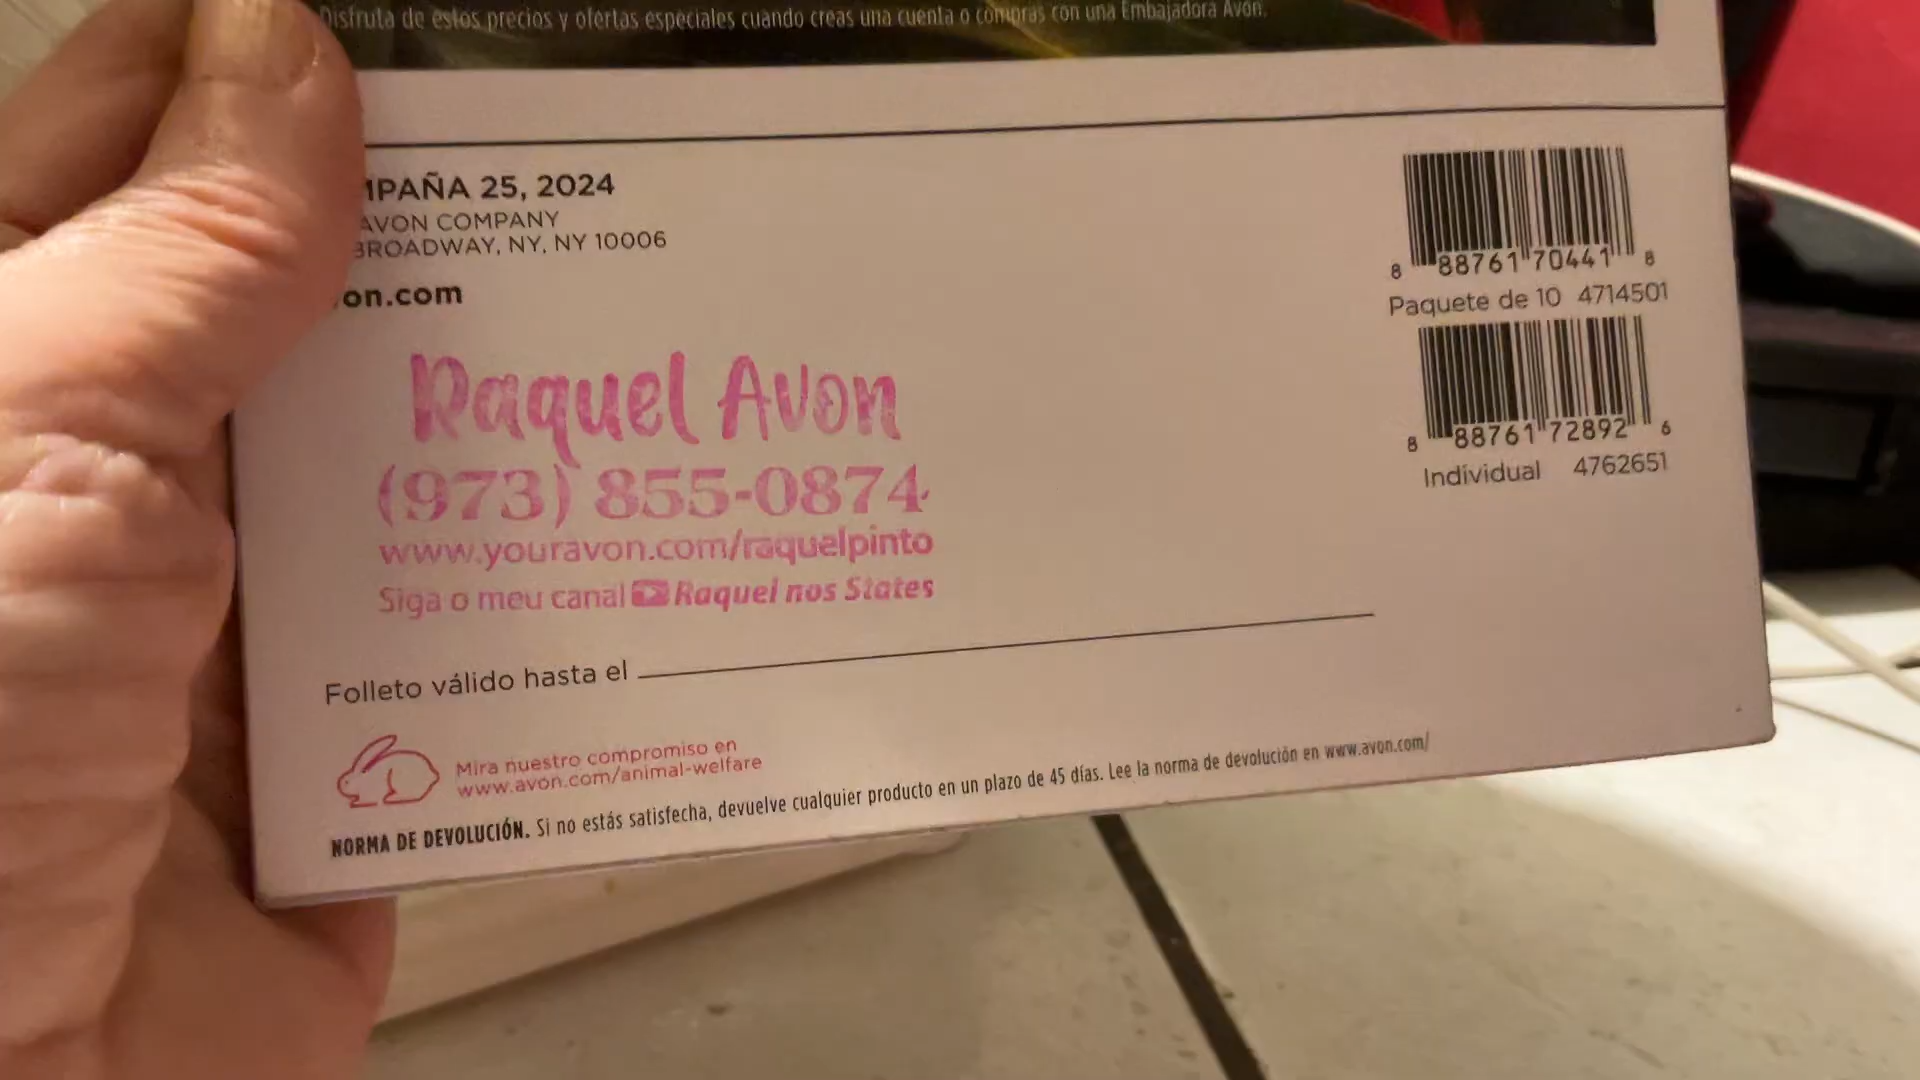 Disfruta de estos precios y ofertas especiales cuando creas una cuenta o compras con una Embajadora Avon.
MPAÑA 25, 2024
AVON COMPANY
BROADWAY, NY, NY 10006
on.com
Raquel Avon
(973) 855-0874
www.youravon.com/raquelpinto
Siga o meu canal Raquel nos States
8 88761 70441 8
Paquete de 10 4714501
8 88761 72892 6
Individual 4762651
Folleto válido hasta el
Mira nuestro compromiso en
www.avon.com/animal-welfare
NORMA DE DEVOLUCIÓN. Si no estás satisfecha, devuelve cualquier producto en un plazo de 45 días. Lee la norma de devolución en www.avon.com/